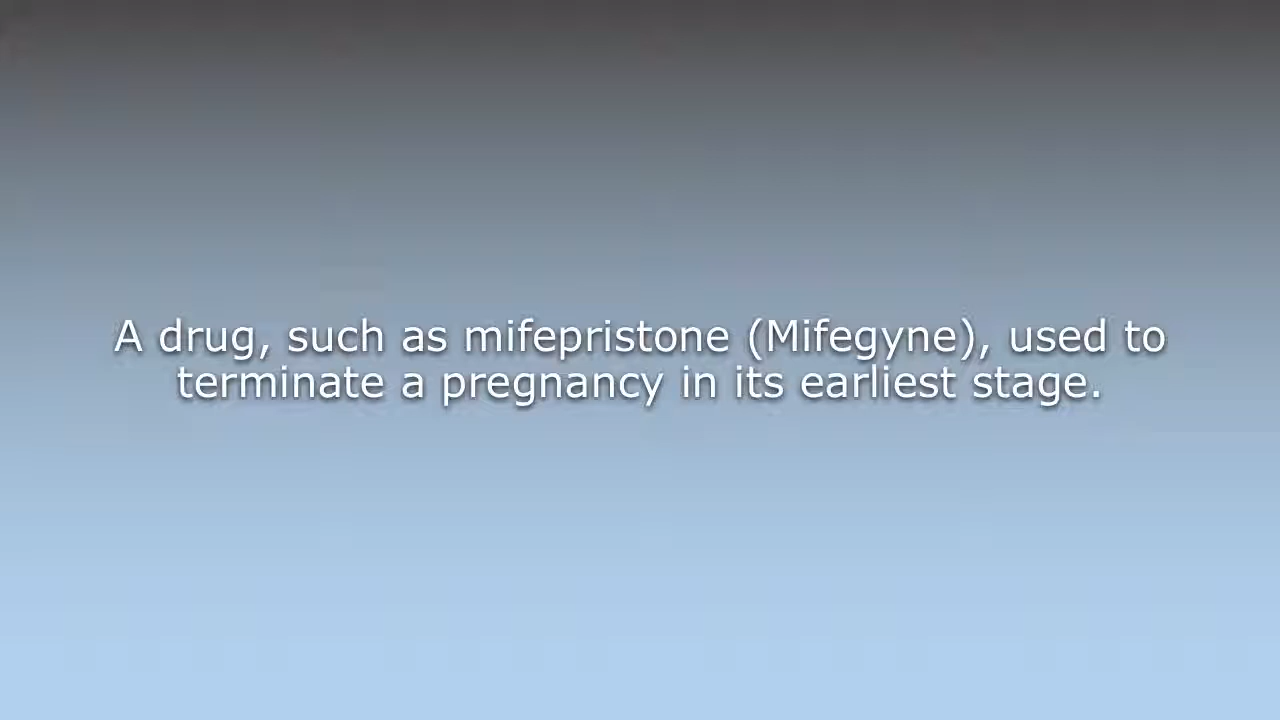 A drug, such as mifepristone (Mifegyne), used to
terminate a pregnancy in its earliest stage.